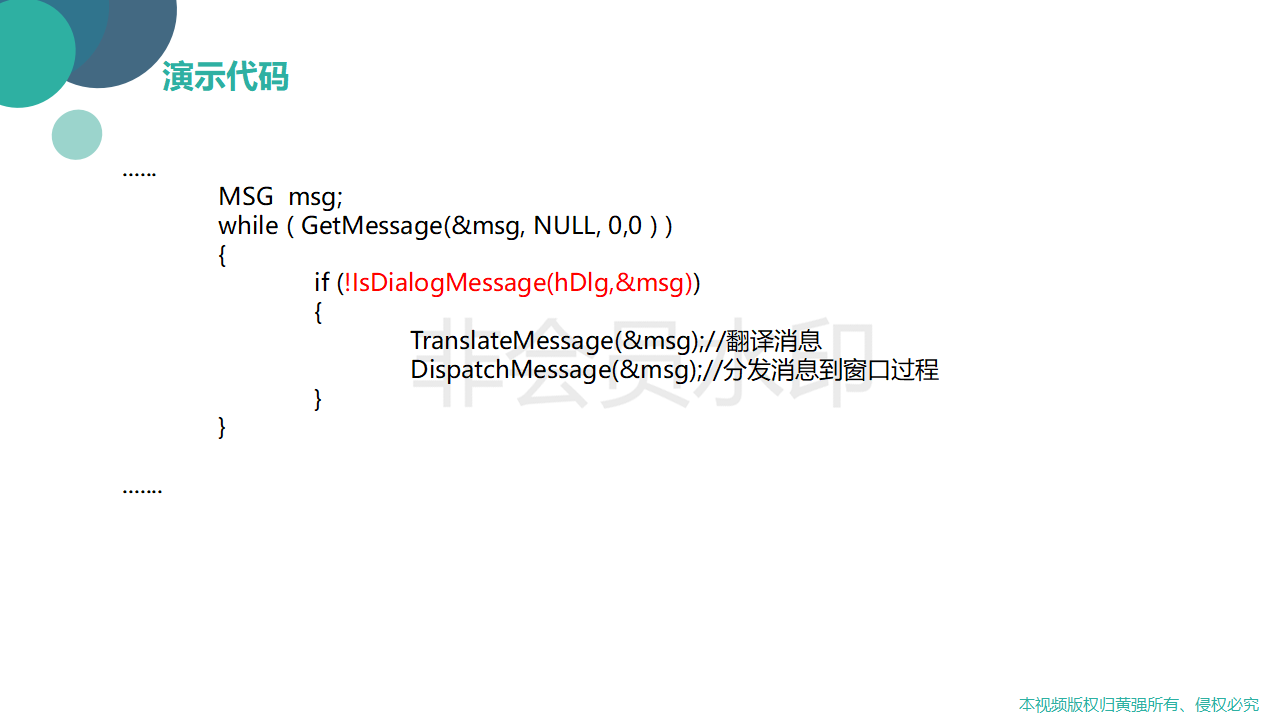 演示代码
……
MSG  msg;
while ( GetMessage(&msg, NULL, 0,0 ) )
{
if (!IsDialogMessage(hDlg,&msg))
{
TranslateMessage(&msg);//翻译消息
DispatchMessage(&msg);//分发消息到窗口过程
}
}
…….
非会员水印
本视频版权归黄强所有、侵权必究